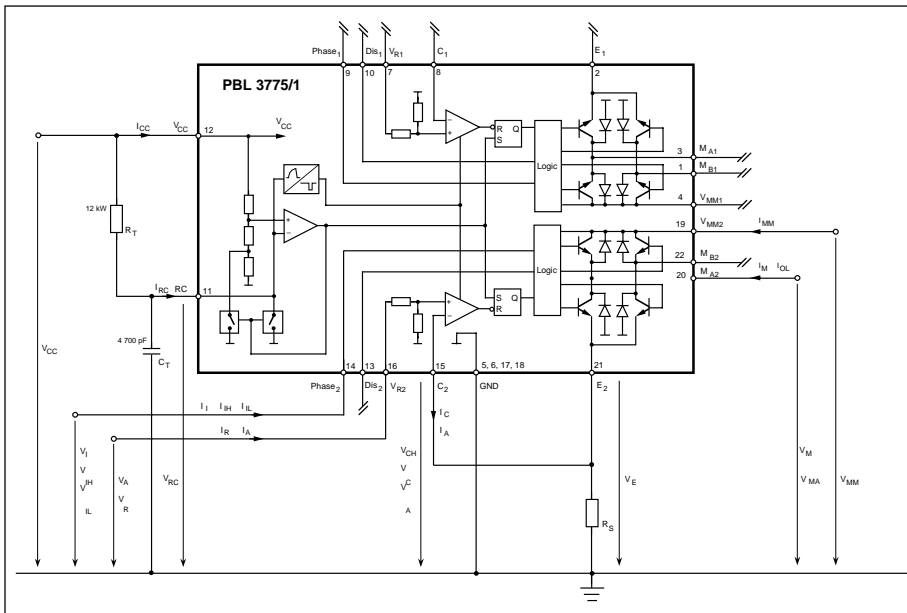 Phase1 Dis1 VR1 C1 E1
9 10 7 8 2
PBL 3775/1
ICC VCC 12 VCC
R Q
S
Logic
3 MA1
1 MB1
4 VMM1
12 kW RT
19 VMM2 IMM
22 MB2
20 MA2 IM IOL
Logic
S Q
R
IRC RC 11
4 700 pF CT
VCC
14 13 16 15 5, 6, 17, 18 21
Phase2 Dis2 VR2 C2 GND E2
II IIH IIL
IR IA
IC
IA
VI
V
V IH
IL
VA
V
R
VRC
VCH
V
V C
A
VE
RS
VM
VMA
VMM